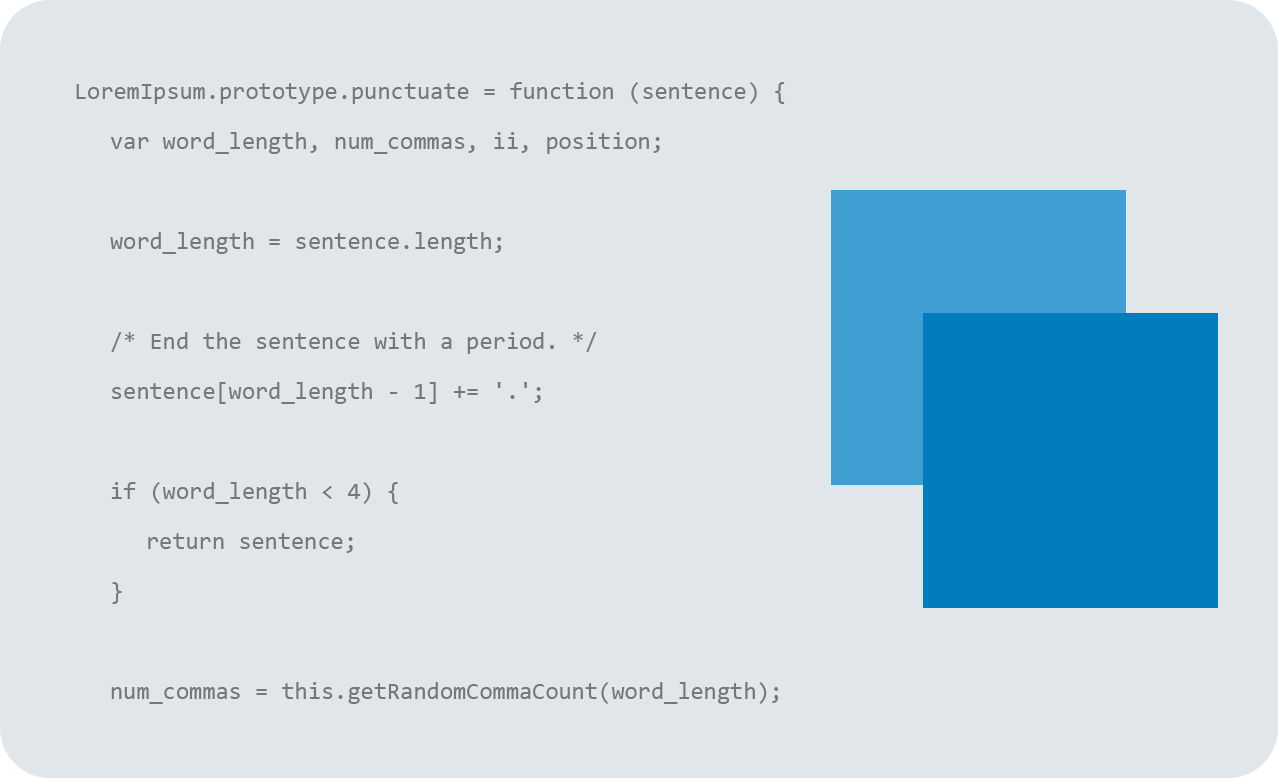 LoremIpsum.prototype.punctuate = function (sentence) {
var word_length, num_commas, ii, position;
word_length = sentence.length;
/* End the sentence with a period. */
sentence[word_length - 1] += '.';
if (word_length < 4) {
return sentence;
}
num_commas = this.getRandomCommaCount(word_length);